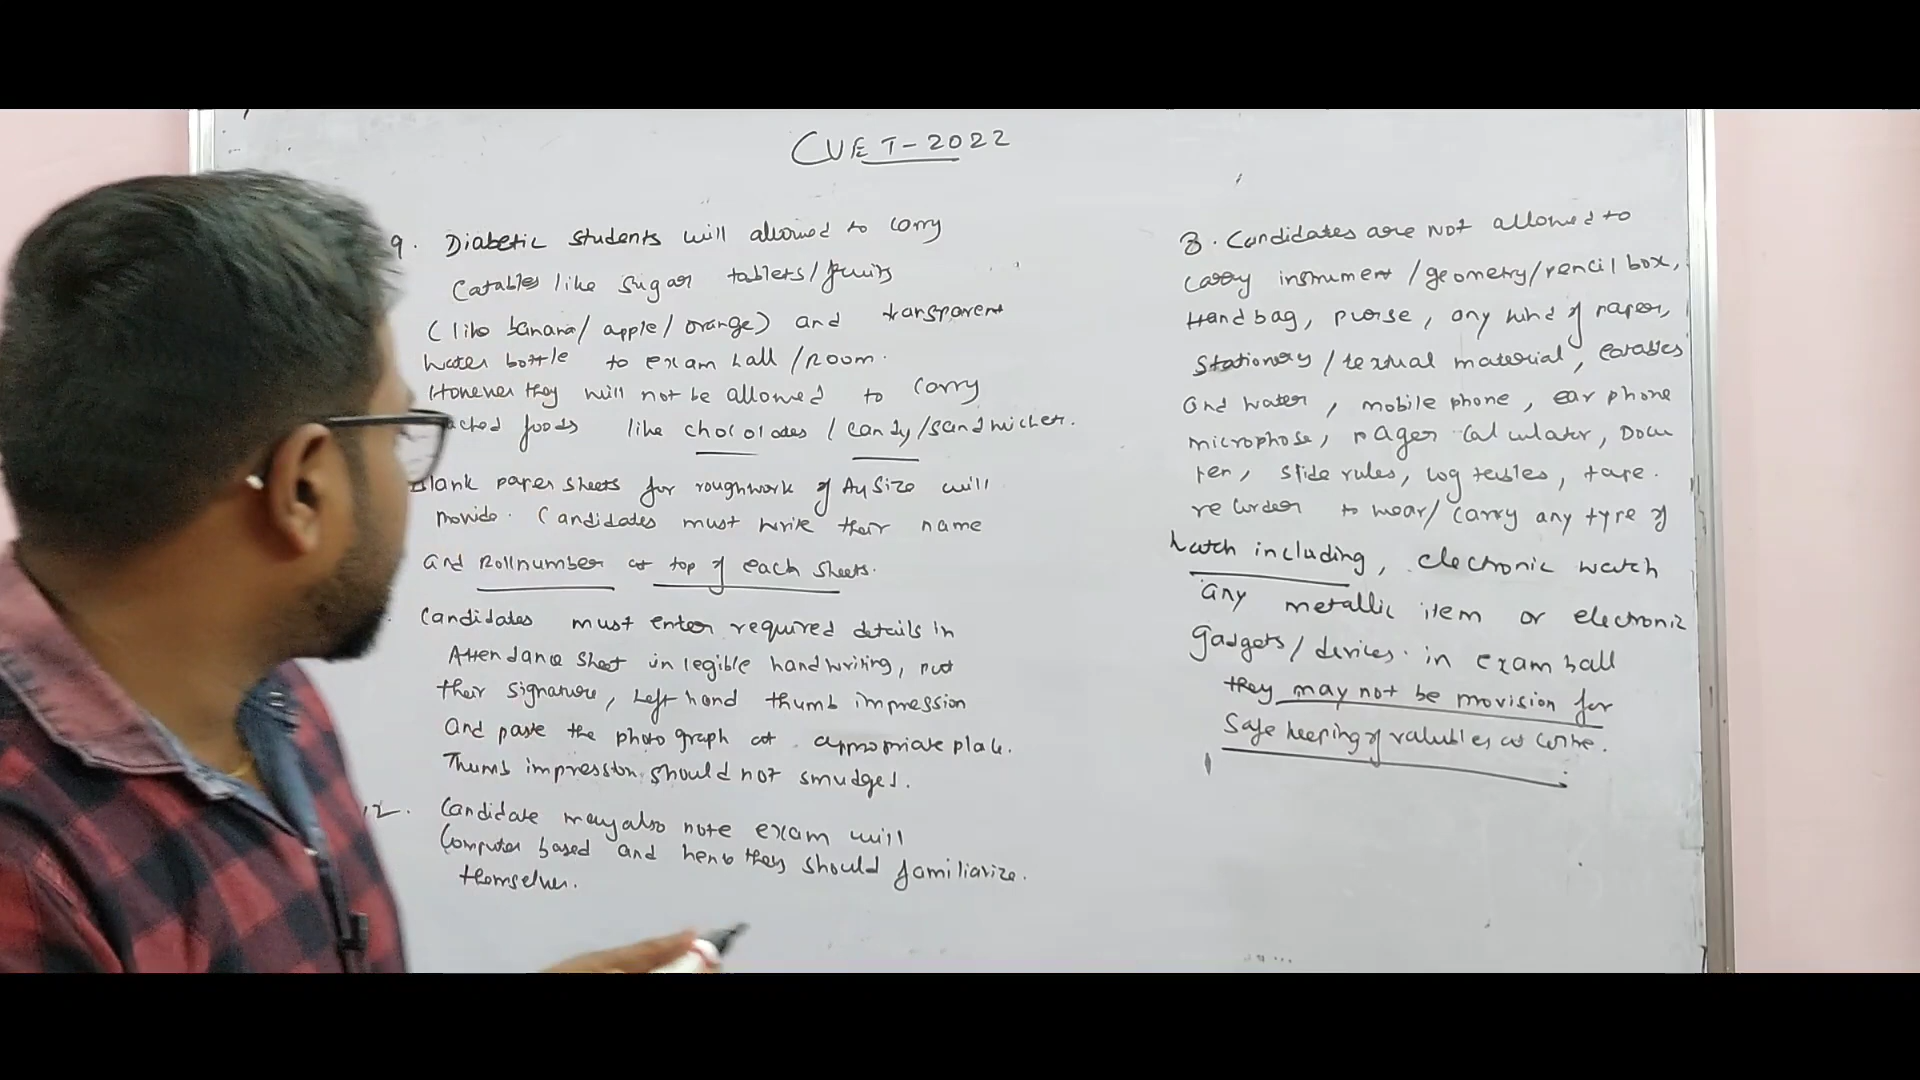 CUET-2022
9. Diabetic students will allowed to carry
Eatables like sugar tablets/fruits
(like banana/ apple/ orange) and transparent
water bottle to exam hall /room.
However they will not be allowed to carry
foods like chocolates / candy/sandwiches.
Blank paper sheets for roughwork of A4 size will
Provide. Candidates must write their name
and Rollnumber at top of each sheets.
Candidates must enter required details in
Attendance sheet in legible handwriting, put
their signature, Left hand thumb impression
and paste the photo graph at appropriate place.
Thumb impression should not smudges.
12. Candidate may also note exam will
Computer based and hence they should familiarize.
themselves.
8. Candidates are Not allowed to
carry instrument /geometry/pencil box,
Handbag, purse, any kind of paper,
Stationery / textual material, Eatables
and water, mobile phone, ear phone
microphone, pager calculator, Docu
pen, slide rules, log tables, tape.
recorder to wear/ carry any type of
watch including, electronic watch
any metallic item or electronic
gadgets/ devices. in exam hall
they may not be provision for
Safe keeping of valubles at centre.